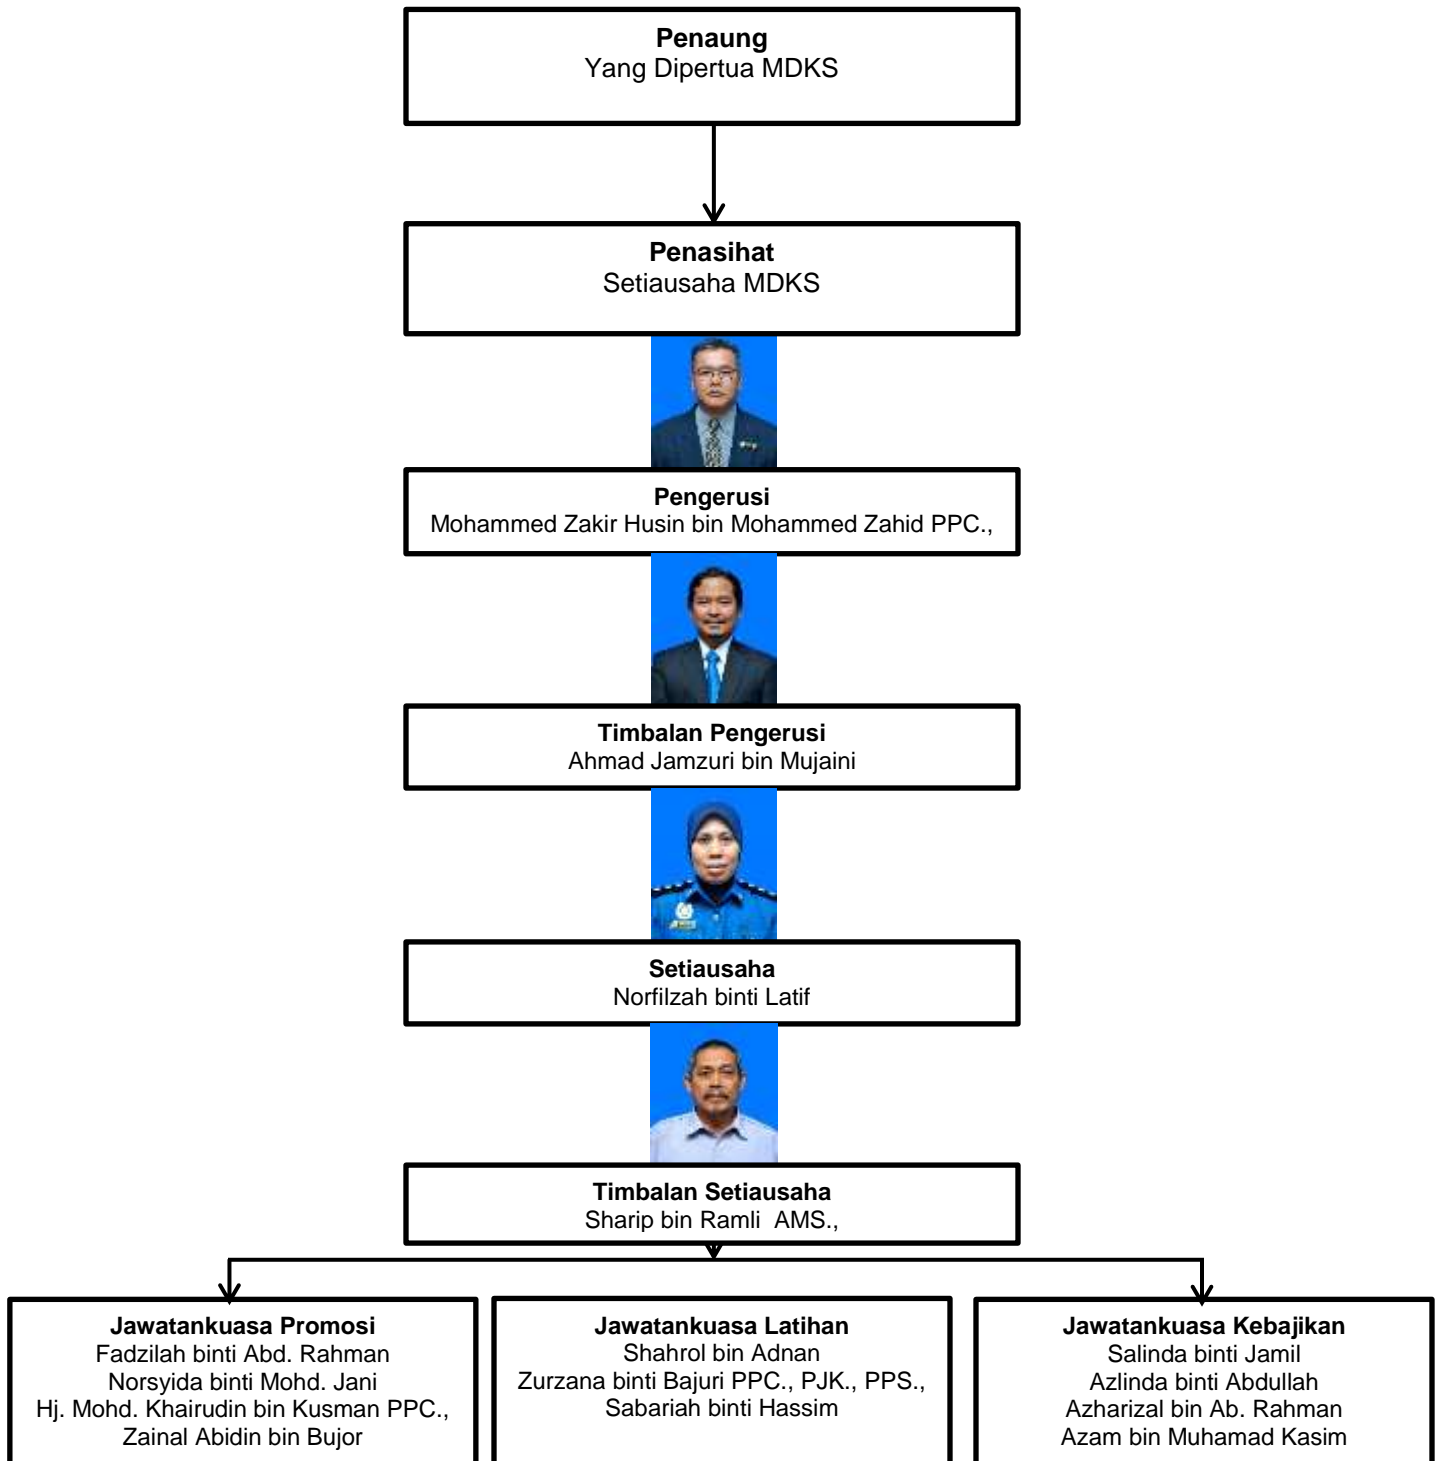 Penaung
Yang Dipertua MDKS
Penasihat
Setiausaha MDKS
Pengerusi
Mohammed Zakir Husin bin Mohammed Zahid PPC.,
Timbalan Pengerusi
Ahmad Jamzuri bin Mujaini
Setiausaha
Norfilzah binti Latif
Timbalan Setiausaha
Sharip bin Ramli  AMS.,
Jawatankuasa Promosi
Fadzilah binti Abd. Rahman
Norsyida binti Mohd. Jani
Hj. Mohd. Khairudin bin Kusman PPC.,
Zainal Abidin bin Bujor
Jawatankuasa Latihan
Shahrol bin Adnan
Zurzana binti Bajuri PPC., PJK., PPS.,
Sabariah binti Hassim
Jawatankuasa Kebajikan
Salinda binti Jamil
Azlinda binti Abdullah
Azharizal bin Ab. Rahman
Azam bin Muhamad Kasim